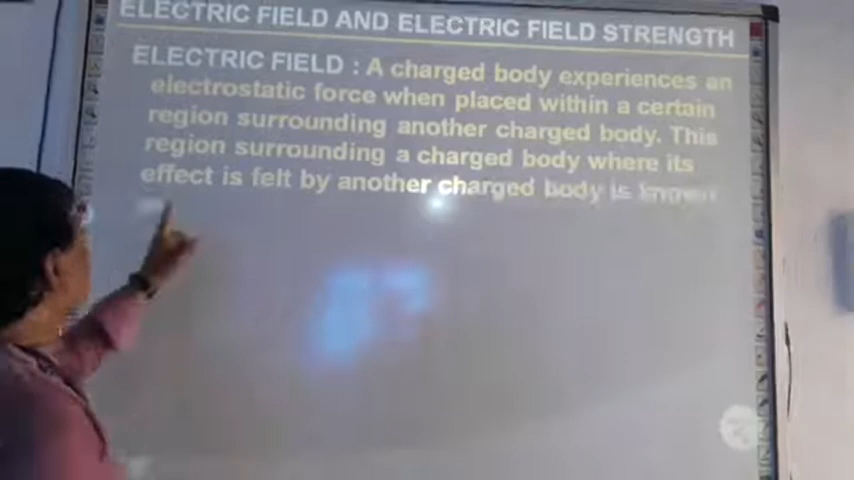 ELECTRIC FIELD AND ELECTRIC FIELD STRENGTH
ELECTRIC FIELD : A charged body experiences an
electrostatic force when placed within a certain
region surrounding another charged body. This
region surrounding a charged body where its
effect is felt by another charged body is known